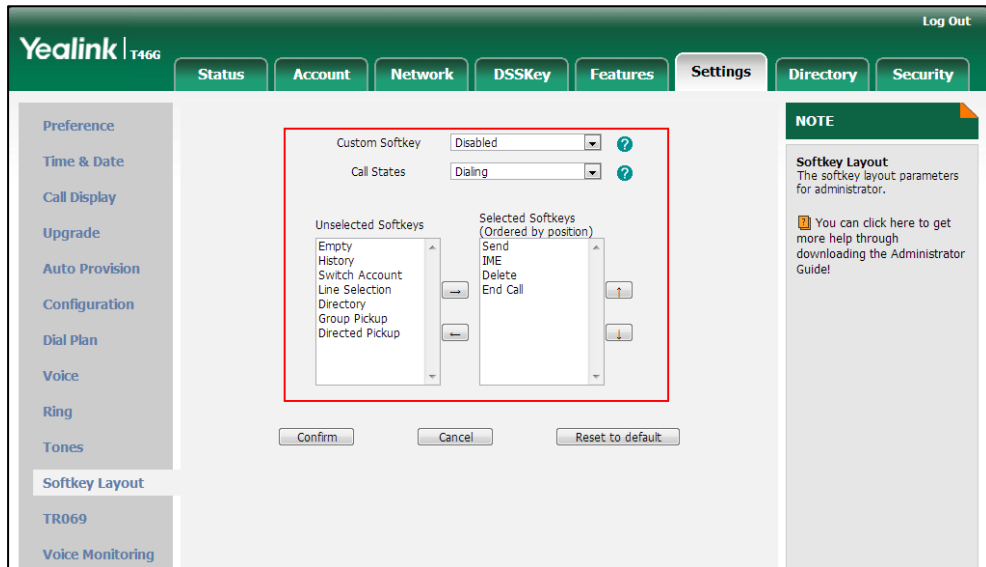 Log Out
Yealink | T46G
Status Account Network DSSKey Features Settings Directory Security
Preference
Time & Date
Call Display
Upgrade
Auto Provision
Configuration
Dial Plan
Voice
Ring
Tones
Softkey Layout
TR069
Voice Monitoring
Custom Softkey Disabled ?
Call States Dialing ?
Unselected Softkeys
Empty
History
Switch Account
Line Selection
Directory
Group Pickup
Directed Pickup
→
←
Selected Softkeys
(Ordered by position)
Send
IME
Delete
End Call
↑
↓
Confirm Cancel Reset to default
NOTE
Softkey Layout
The softkey layout parameters
for administrator.
? You can click here to get
more help through
downloading the Administrator
Guide!